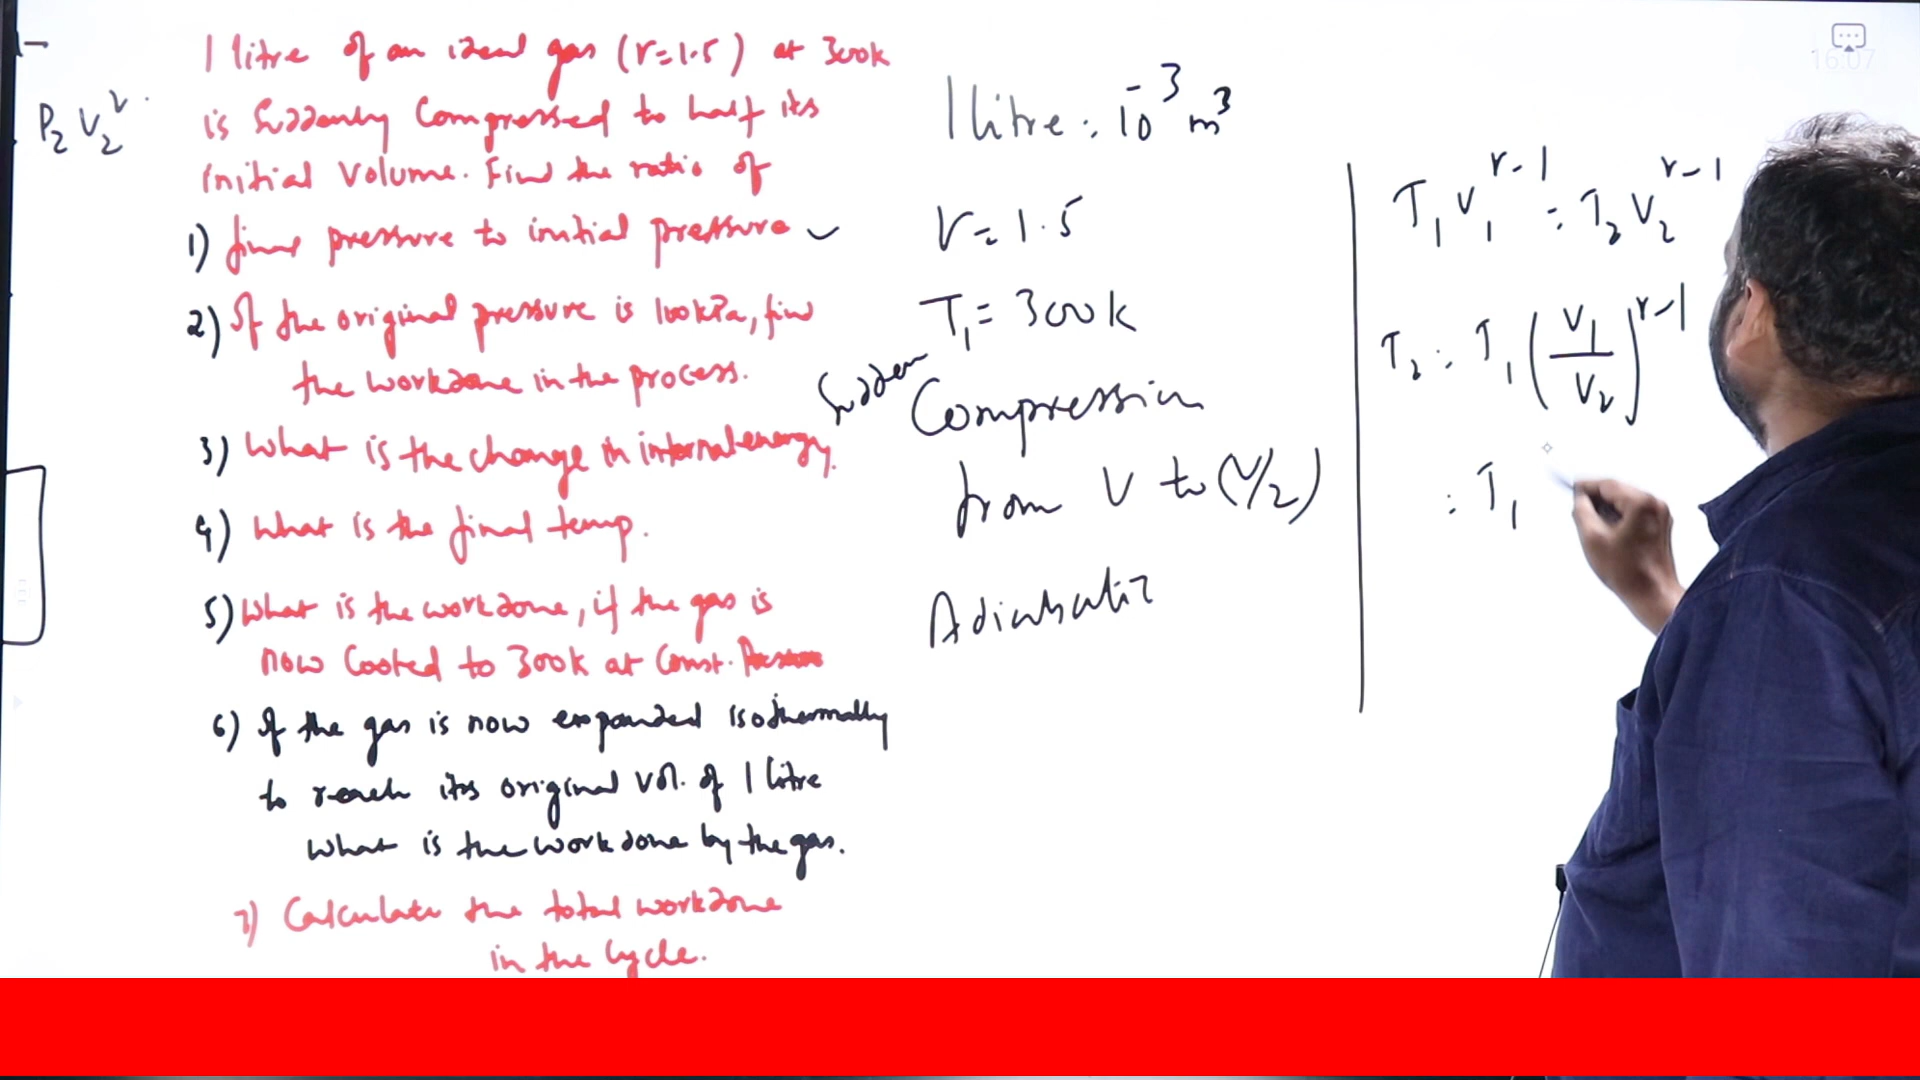 P₂ V₂^γ
1 litre of an ideal gas (r=1.5) at 300k
is Suddenly Compressed to half its
initial volume. Find the ratio of
1) final pressure to initial pressure ✓
2) If the original pressure is 100kPa, find
the workdone in the process.
3) What is the change in internal energy.
4) What is the final temp.
5) What is the workdone, if the gas is
now Cooled to 300k at Const. Pressure
6) If the gas is now expanded isothermally
to reach its original vol. of 1 litre
what is the workdone by the gas.
7) Calculate the total workdone
in the Cycle.
1 litre : 10^-3 m^3
r = 1.5
T₁ = 300k
Sudden
Compression
from V to (V/2)
Adiabatic
T₁ V₁^(r-1) = T₂ V₂^(r-1)
T₂ = T₁ (V₁/V₂)^(r-1)
= T₁
16:07